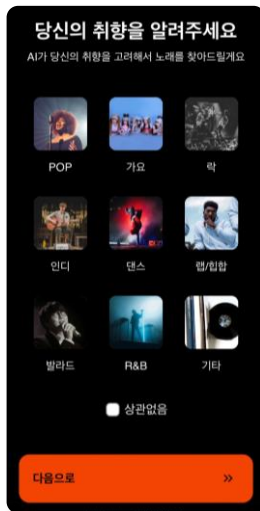 당신의 취향을 알려주세요
AI가 당신의 취향을 고려해서 노래를 찾아드릴게요
POP 가요 락
인디 댄스 랩/힙합
발라드 R&B 기타
상관없음
다음으로 »